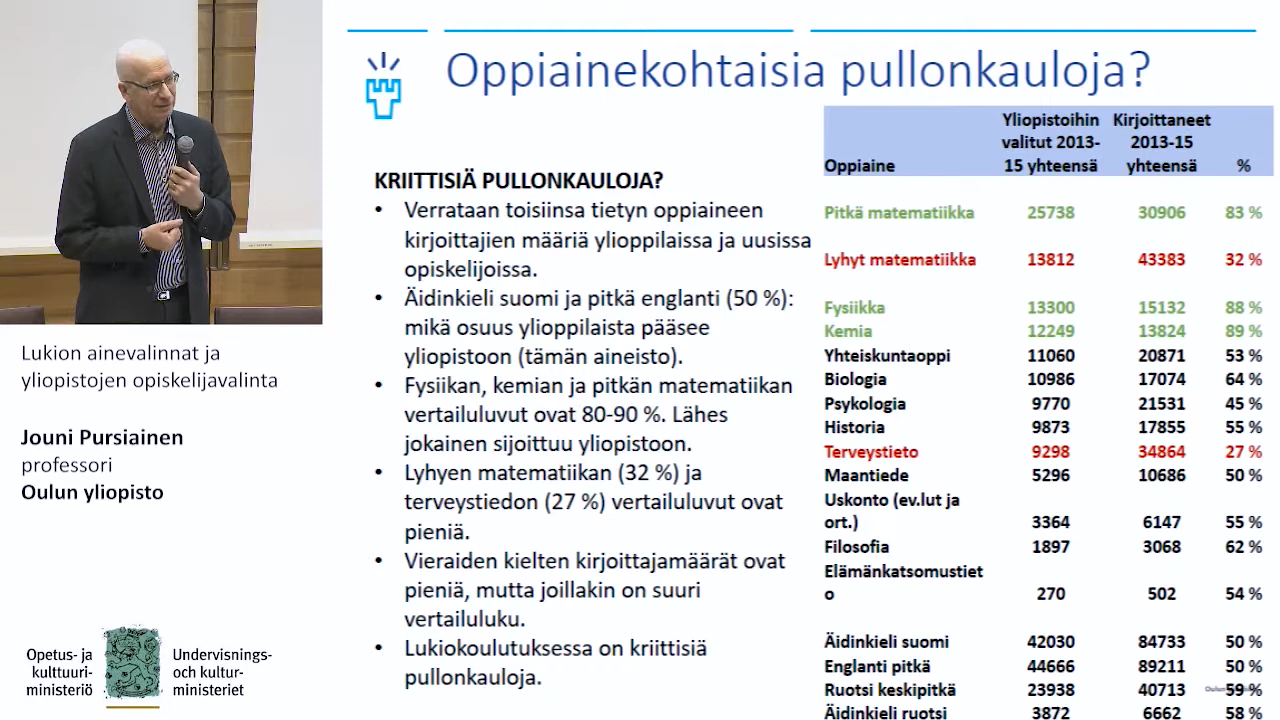 Oppiainekohtaisia pullonkauloja?
KRIITTISIÄ PULLONKAULOJA?
• Verrataan toisiinsa tietyn oppiaineen
kirjoittajien määriä ylioppilaissa ja uusissa
opiskelijoissa.
• Äidinkieli suomi ja pitkä englanti (50 %):
mikä osuus ylioppilaista pääsee
yliopistoon (tämän aineisto).
• Fysiikan, kemian ja pitkän matematiikan
vertailuluvut ovat 80-90 %. Lähes
jokainen sijoittuu yliopistoon.
• Lyhyen matematiikan (32 %) ja
terveystiedon (27 %) vertailuluvut ovat
pieniä.
• Vieraiden kielten kirjoittajamäärät ovat
pieniä, mutta joillakin on suuri
vertailuluku.
• Lukiokoulutuksessa on kriittisiä
pullonkauloja.
Yliopistoihin Kirjoittaneet
valitut 2013- 2013-15
Oppiaine 15 yhteensä yhteensä %
Pitkä matematiikka 25738 30906 83 %
Lyhyt matematiikka 13812 43383 32 %
Fysiikka 13300 15132 88 %
Kemia 12249 13824 89 %
Yhteiskuntaoppi 11060 20871 53 %
Biologia 10986 17074 64 %
Psykologia 9770 21531 45 %
Historia 9873 17855 55 %
Terveystieto 9298 34864 27 %
Maantiede 5296 10686 50 %
Uskonto (ev.lut ja
ort.) 3364 6147 55 %
Filosofia 1897 3068 62 %
Elämänkatsomustiet
o 270 502 54 %
Äidinkieli suomi 42030 84733 50 %
Englanti pitkä 44666 89211 50 %
Ruotsi keskipitkä 23938 40713 59 %
Äidinkieli ruotsi 3872 6662 58 %
Lukion ainevalinnat ja
yliopistojen opiskelijavalinta
Jouni Pursiainen
professori
Oulun yliopisto
Opetus- ja
kulttuuri-
ministeriö
Undervisnings-
och kultur-
ministeriet